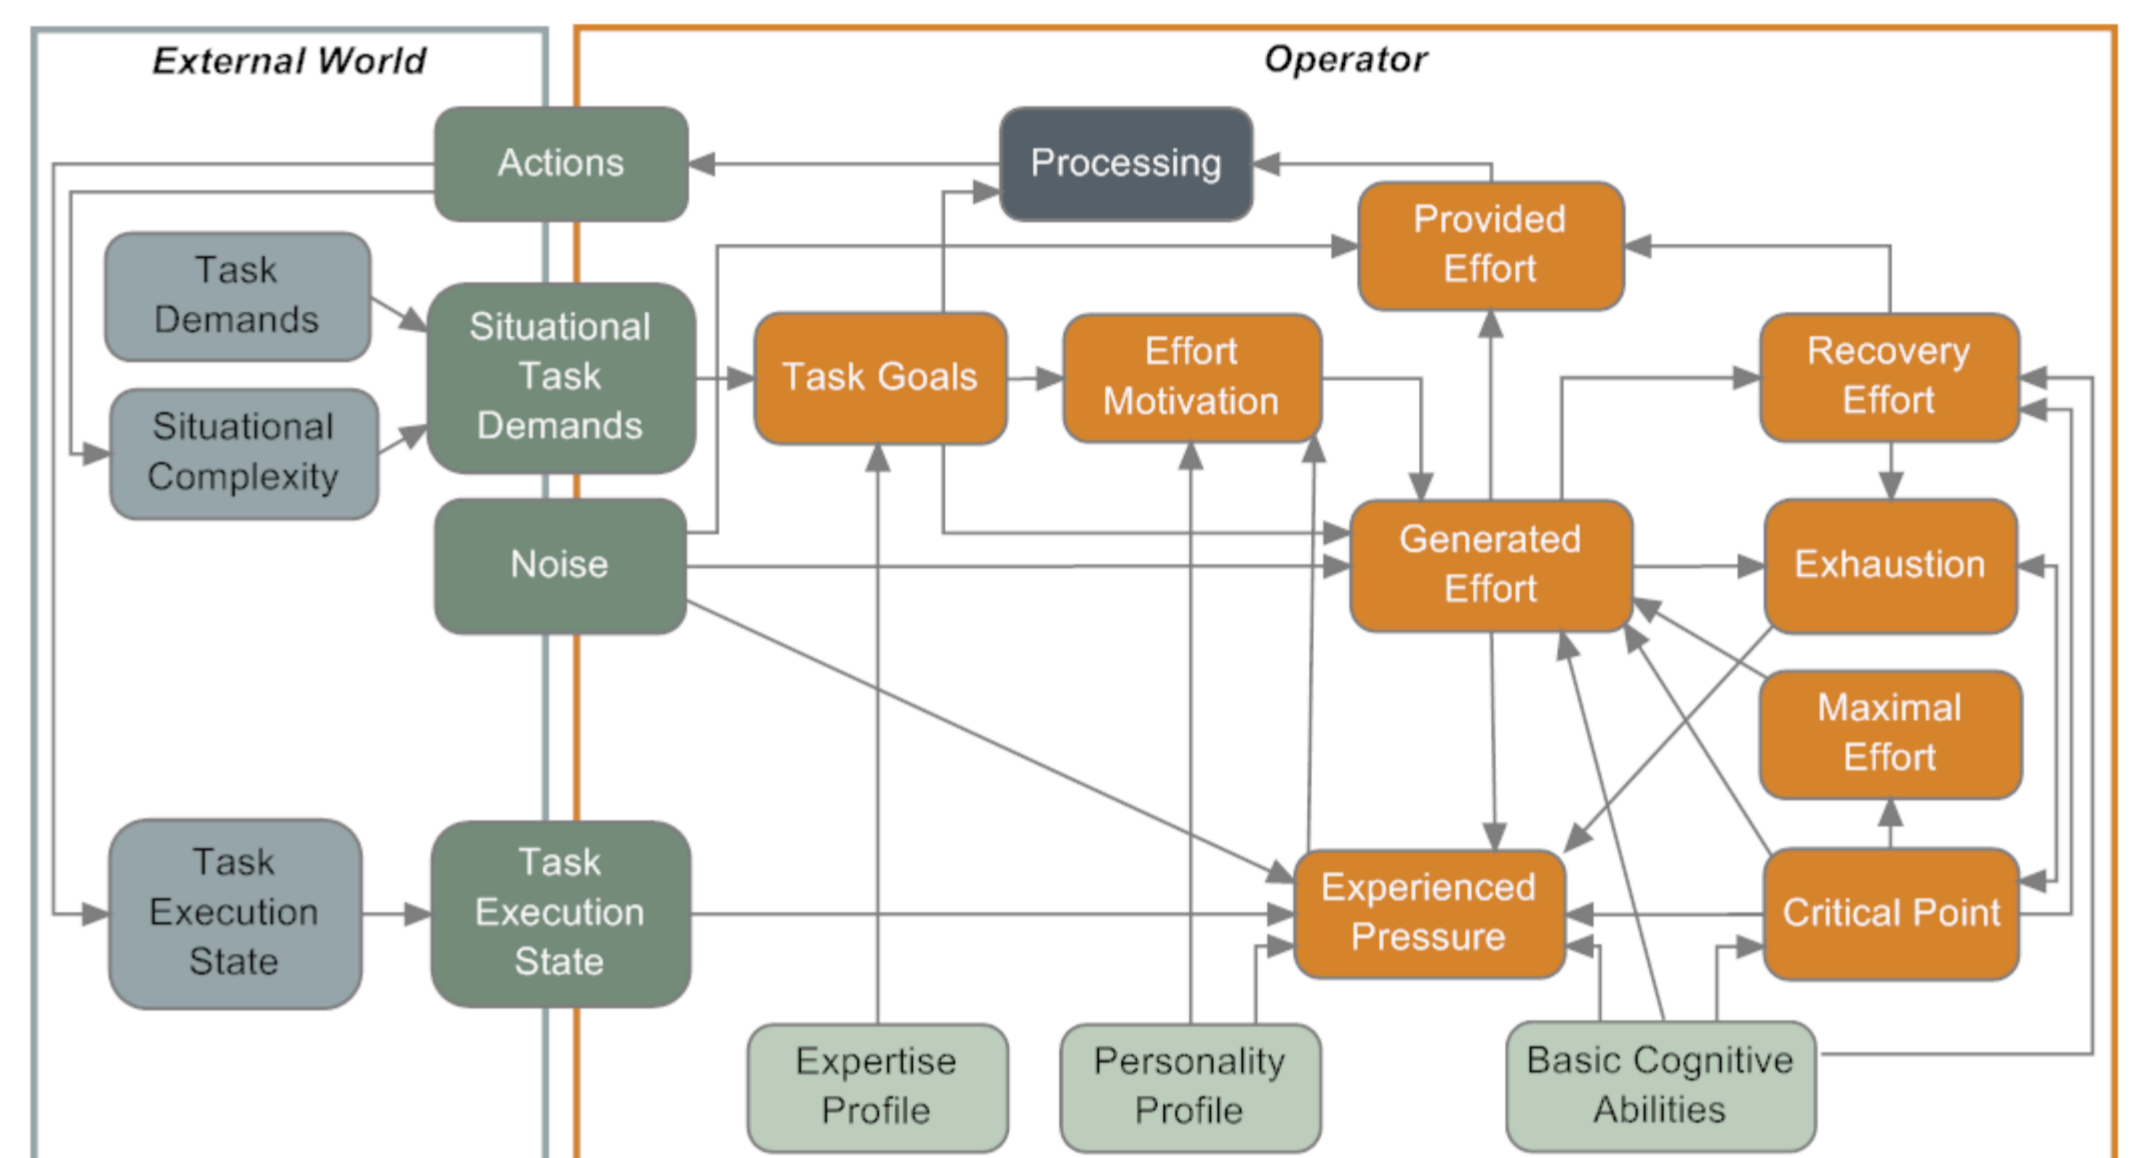 External World
Operator
Actions
Processing
Provided
Effort
Task
Demands
Situational
Task
Demands
Task Goals
Effort
Motivation
Recovery
Effort
Situational
Complexity
Noise
Generated
Effort
Exhaustion
Maximal
Effort
Task
Execution
State
Task
Execution
State
Experienced
Pressure
Critical Point
Expertise
Profile
Personality
Profile
Basic Cognitive
Abilities